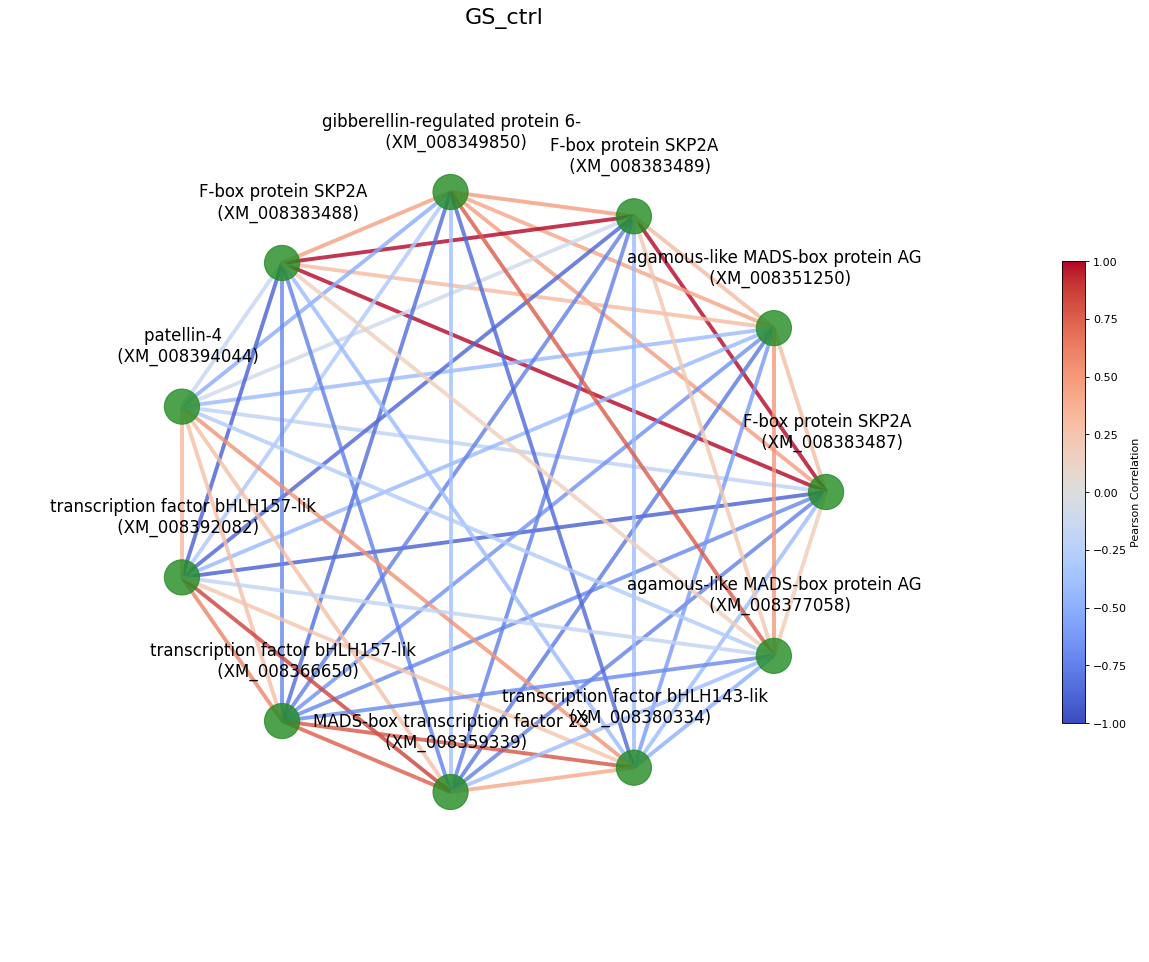 GS_ctrl
gibberellin-regulated protein 6-
(XM_008349850)
F-box protein SKP2A
(XM_008383489)
F-box protein SKP2A
(XM_008383488)
agamous-like MADS-box protein AG
(XM_008351250)
patellin-4
(XM_008394044)
F-box protein SKP2A
(XM_008383487)
transcription factor bHLH157-lik
(XM_008392082)
agamous-like MADS-box protein AG
(XM_008377058)
transcription factor bHLH157-lik
(XM_008366650)
transcription factor bHLH143-lik
(XM_008380334)
MADS-box transcription factor 23
(XM_008359339)
1.00
0.75
0.50
0.25
0.00
−0.25
−0.50
−0.75
−1.00
Pearson Correlation